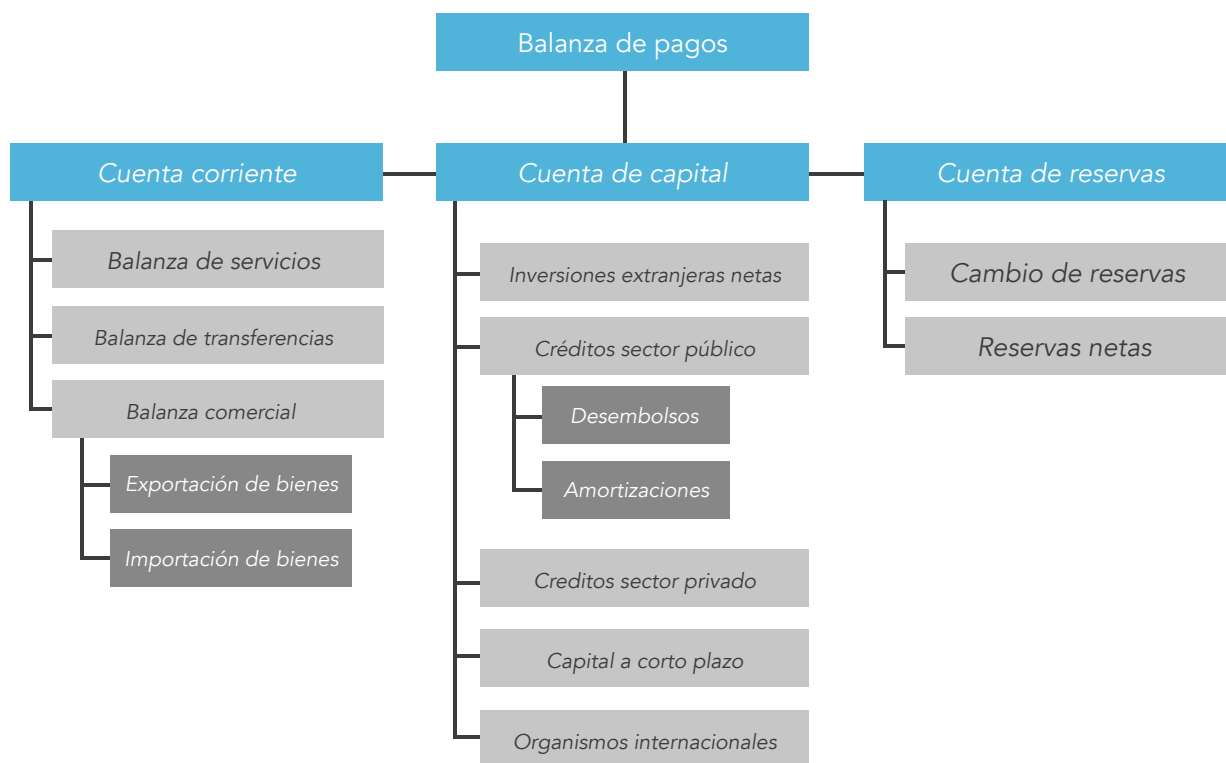 Balanza de pagos
Cuenta corriente
Balanza de servicios
Balanza de transferencias
Balanza comercial
Exportación de bienes
Importación de bienes
Cuenta de capital
Inversiones extranjeras netas
Créditos sector público
Desembolsos
Amortizaciones
Creditos sector privado
Capital a corto plazo
Organismos internacionales
Cuenta de reservas
Cambio de reservas
Reservas netas